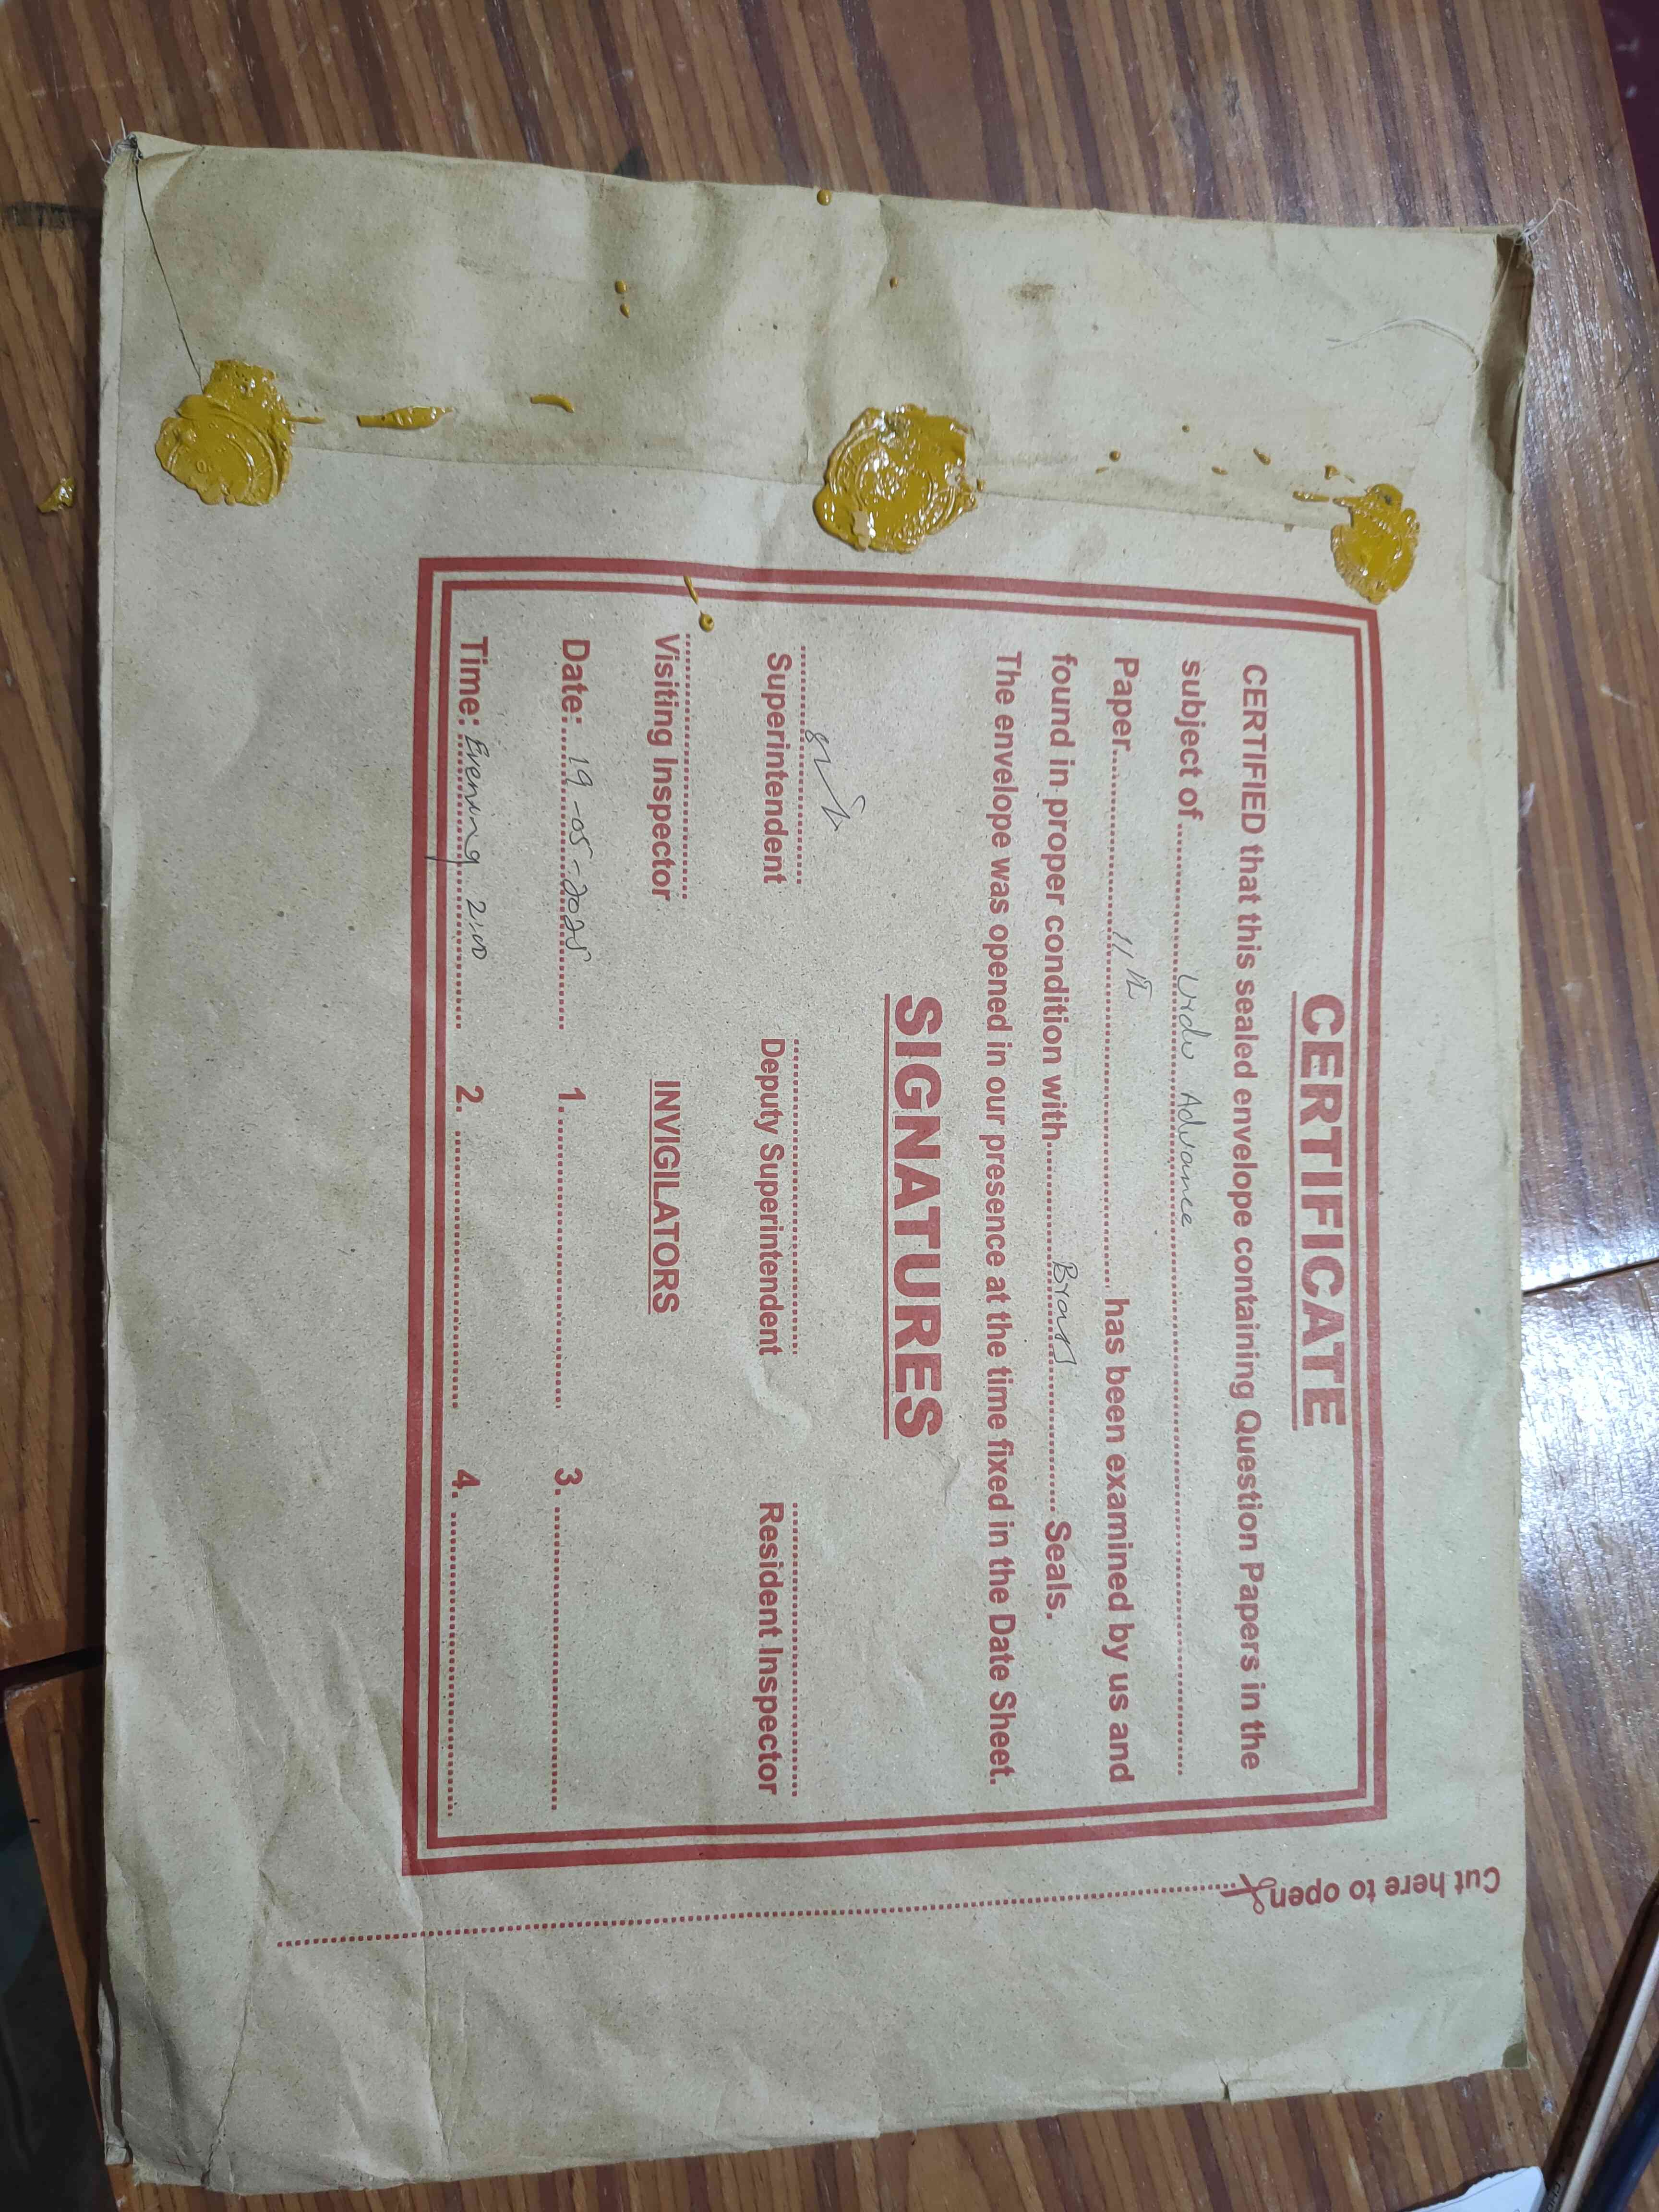 CERTIFICATE
CERTIFIED that this sealed envelope containing Question Papers in the
subject of ........ Urdu Advance ........
Paper ........ 11th ........ has been examined by us and
found in proper condition with ........ Brass ........ Seals.
The envelope was opened in our presence at the time fixed in the Date Sheet.
SIGNATURES
Superintendent Deputy Superintendent Resident Inspector
Visiting Inspector INVIGILATORS
Date: 19-05-2025 1. ........ 3. ........
Time: Evening 2:00 2. ........ 4. ........
Cut here to open